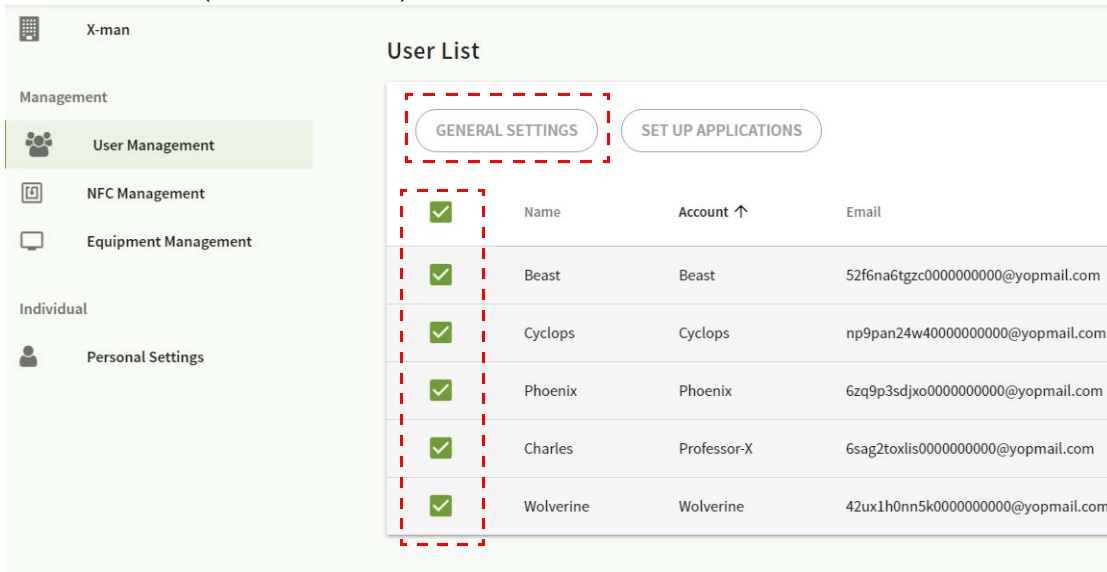 X-man
User List
Management
GENERAL SETTINGS SET UP APPLICATIONS
User Management
NFC Management
Name Account ↑ Email
Equipment Management
Beast Beast 52f6na6tgzc0000000000@yopmail.com
Individual
Cyclops Cyclops np9pan24w40000000000@yopmail.com
Personal Settings
Phoenix Phoenix 6zq9p3sdjxo0000000000@yopmail.com
Charles Professor-X 6sag2toxlis0000000000@yopmail.com
Wolverine Wolverine 42ux1h0nn5k0000000000@yopmail.com